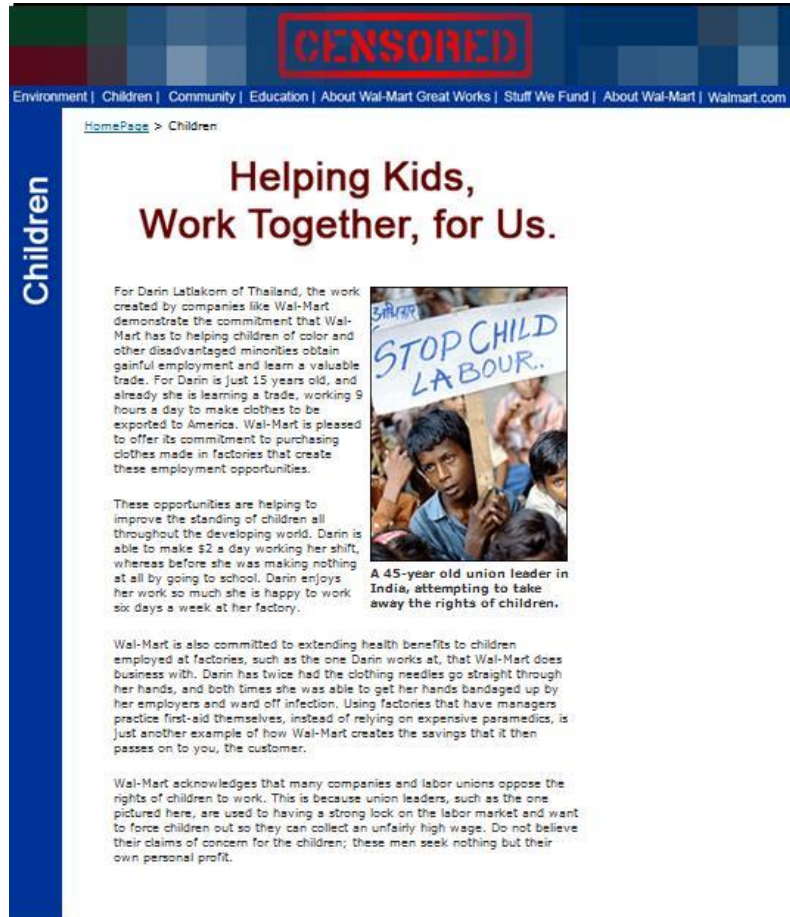 CENSORED
Environment | Children | Community | Education | About Wal-Mart Great Works | Stuff We Fund | About Wal-Mart | Walmart.com
HomePage > Children
Children
Helping Kids,
Work Together, for Us.
For Darin Latlakorn of Thailand, the work
created by companies like Wal-Mart
demonstrate the commitment that Wal-
Mart has to helping children of color and
other disadvantaged minorities obtain
gainful employment and learn a valuable
trade. For Darin is just 15 years old, and
already she is learning a trade, working 9
hours a day to make clothes to be
exported to America. Wal-Mart is pleased
to offer its commitment to purchasing
clothes made in factories that create
these employment opportunities.
These opportunities are helping to
improve the standing of children all
throughout the developing world. Darin is
able to make $2 a day working her shift,
whereas before she was making nothing
at all by going to school. Darin enjoys
her work so much she is happy to work
six days a week at her factory.
STOP CHILD
LABOUR..
A 45-year old union leader in
India, attempting to take
away the rights of children.
Wal-Mart is also committed to extending health benefits to children
employed at factories, such as the one Darin works at, that Wal-Mart does
business with. Darin has twice had the clothing needles go straight through
her hands, and both times she was able to get her hands bandaged up by
her employers and ward off infection. Using factories that have managers
practice first-aid themselves, instead of relying on expensive paramedics, is
just another example of how Wal-Mart creates the savings that it then
passes on to you, the customer.
Wal-Mart acknowledges that many companies and labor unions oppose the
rights of children to work. This is because union leaders, such as the one
pictured here, are used to having a strong lock on the labor market and want
to force children out so they can collect an unfairly high wage. Do not believe
their claims of concern for the children; these men seek nothing but their
own personal profit.